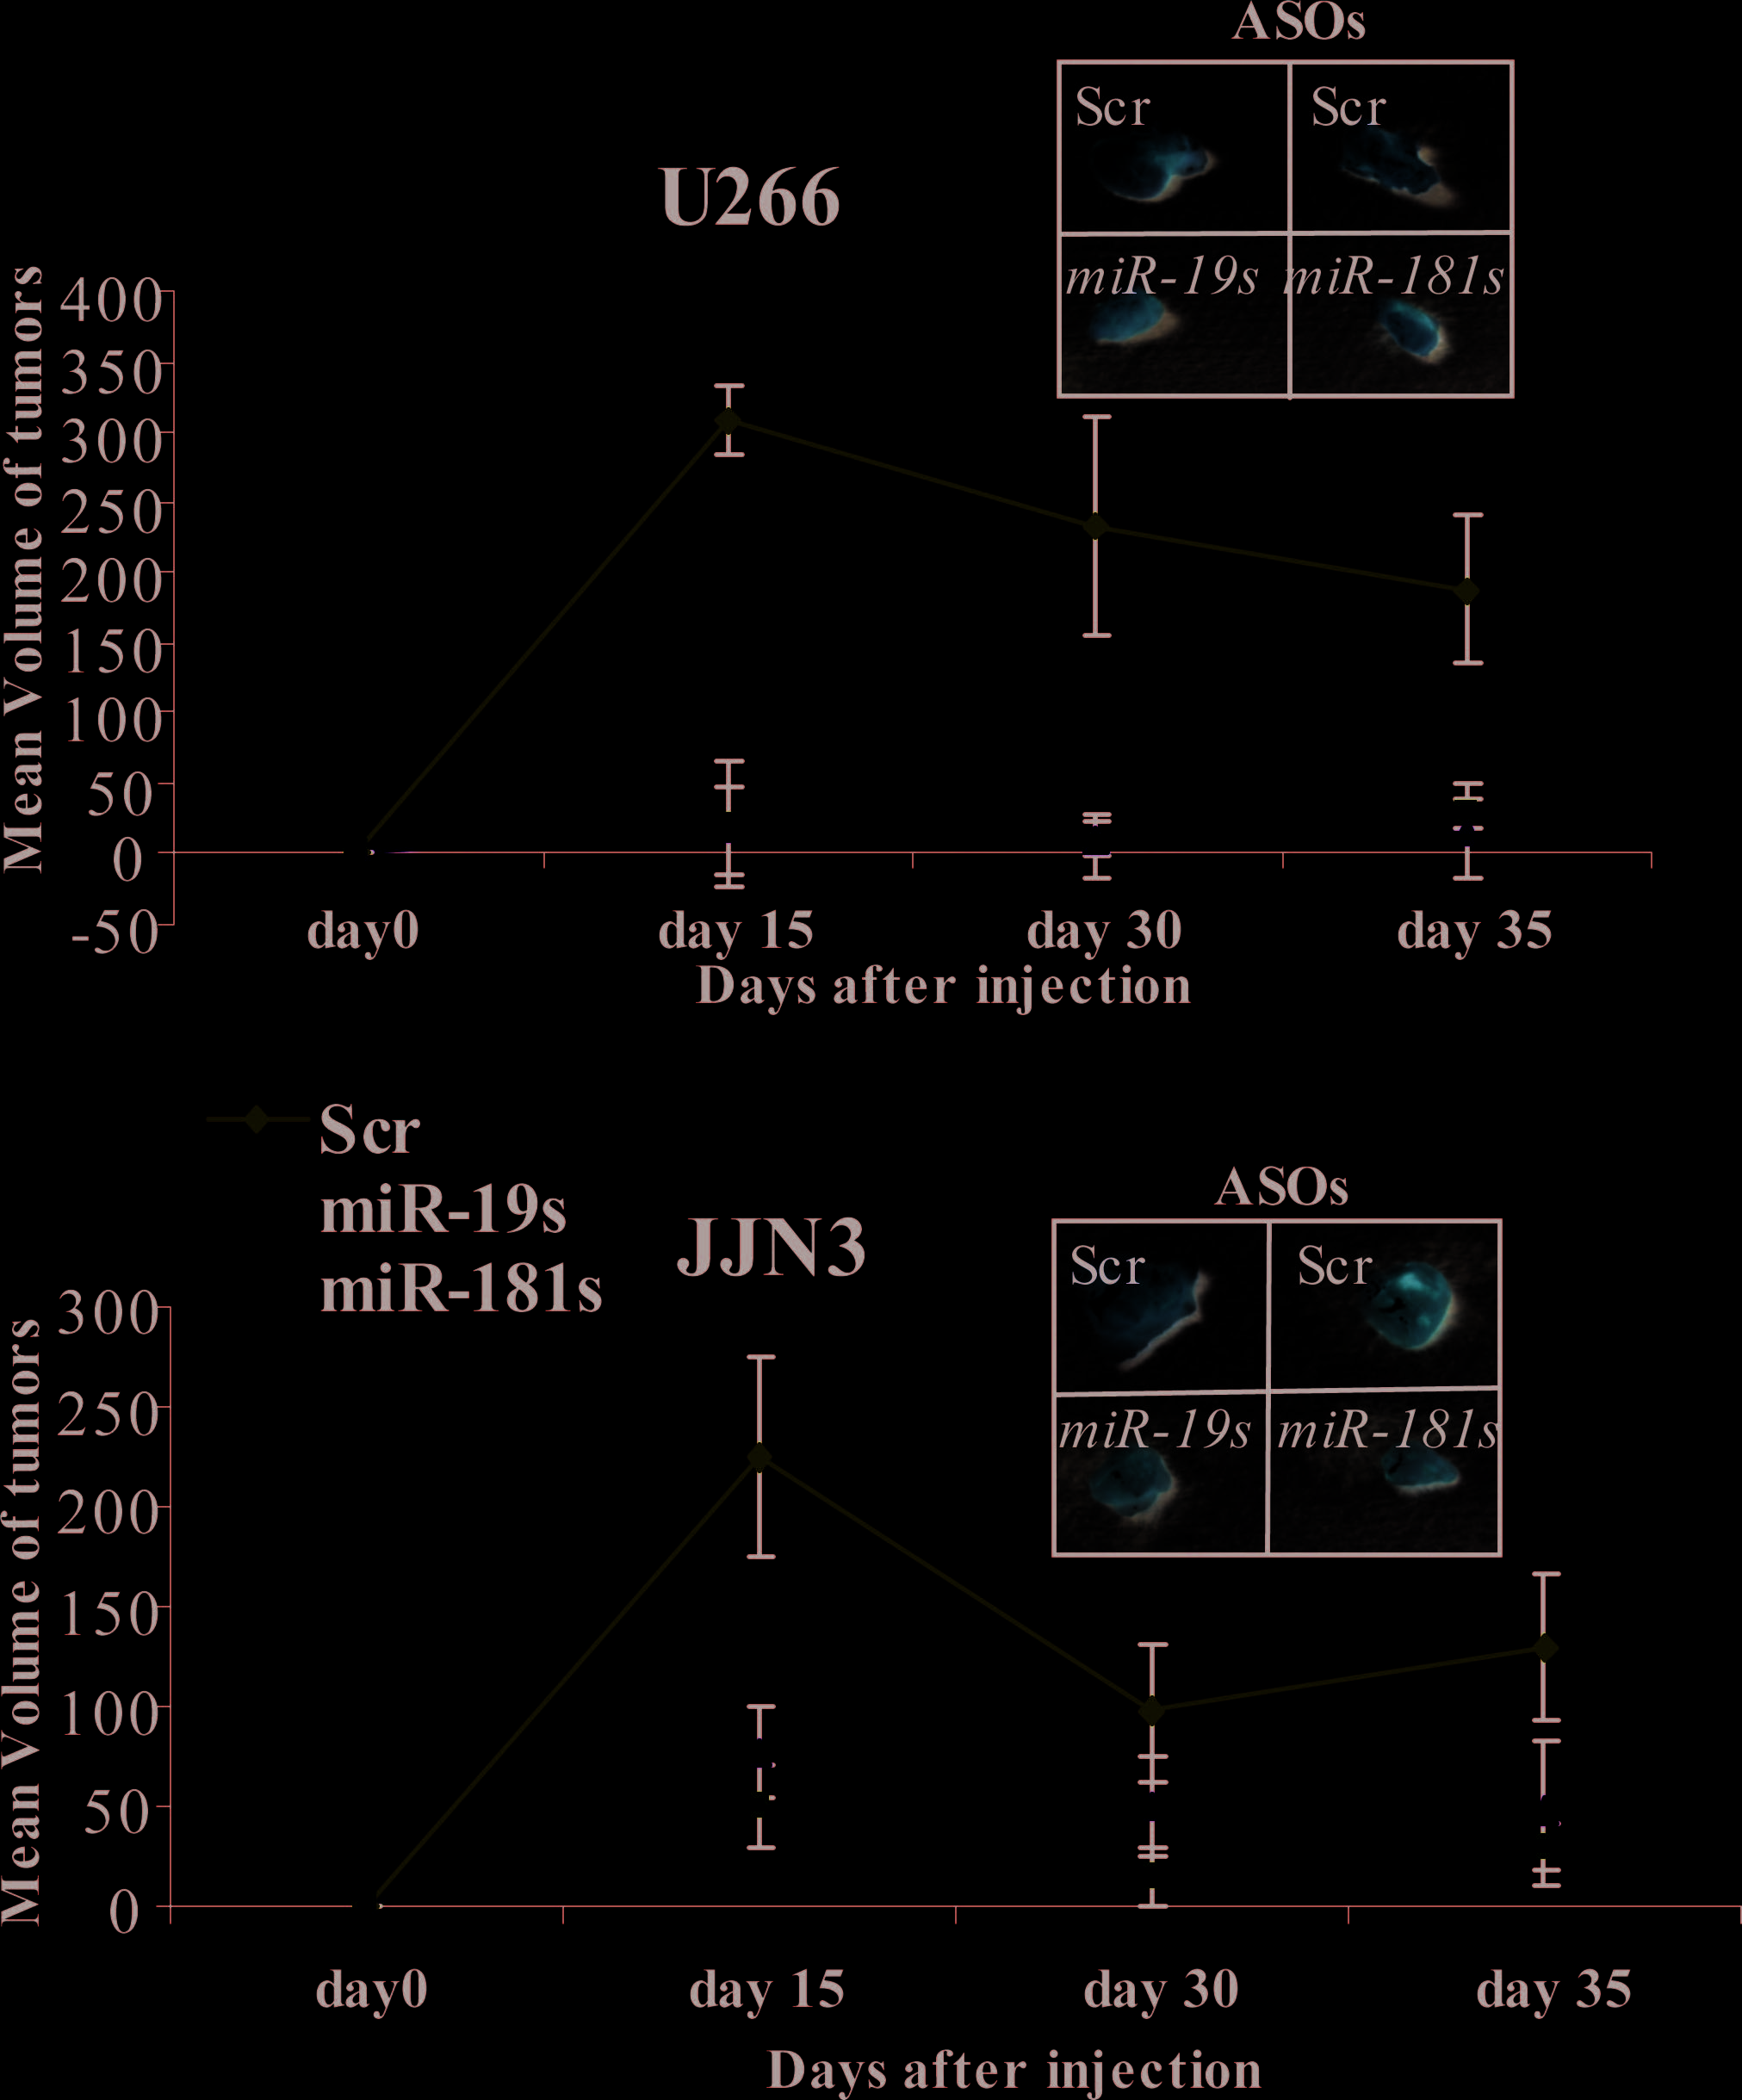 ASOs
Scr Scr
U266
miR-19s miR-181s
Mean Volume of tumors
400
350
300
250
200
150
100
50
0
-50
day0 day 15 day 30 day 35
Days after injection
Scr
miR-19s
miR-181s
ASOs
JJN3
Scr Scr
miR-19s miR-181s
Mean Volume of tumors
300
250
200
150
100
50
0
day0 day 15 day 30 day 35
Days after injection